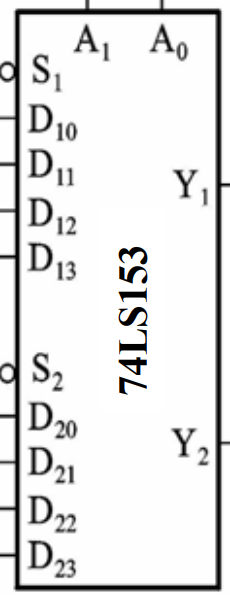 A₁ A₀
S₁
D₁₀
D₁₁
D₁₂
D₁₃
Y₁
74LS153
S₂
D₂₀
D₂₁
D₂₂
D₂₃
Y₂